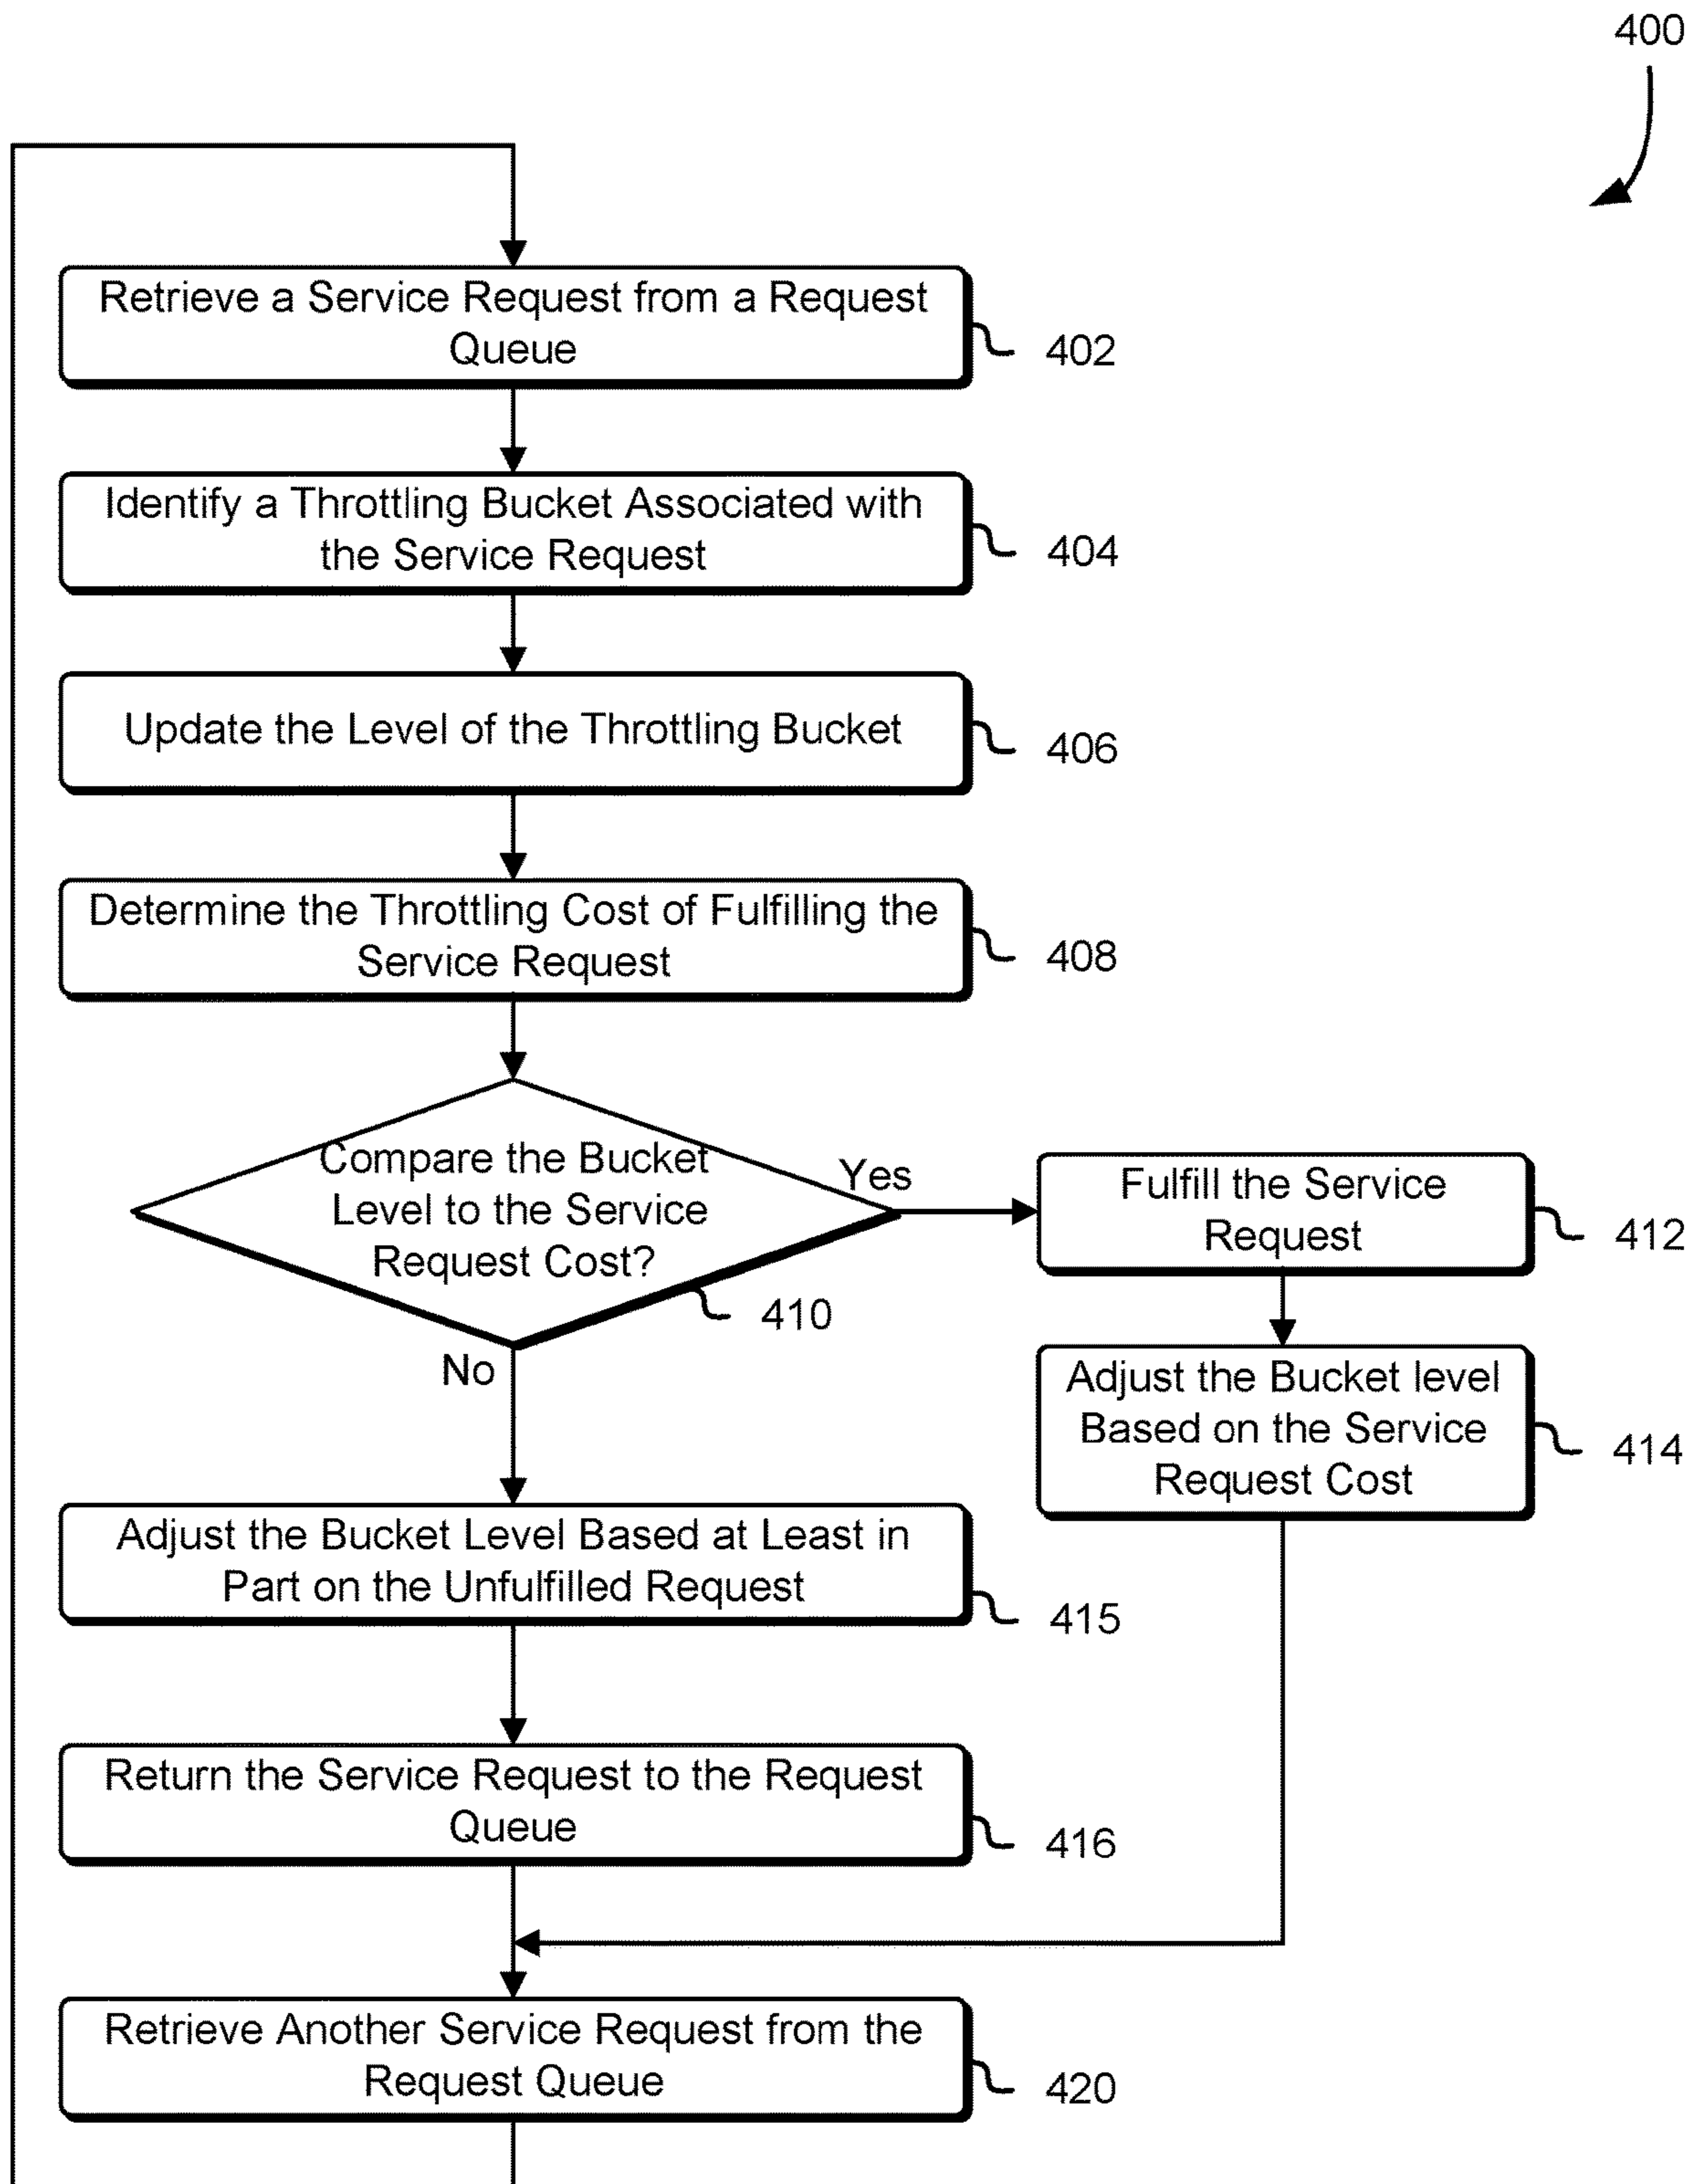 400
Retrieve a Service Request from a Request
Queue
402
Identify a Throttling Bucket Associated with
the Service Request
404
Update the Level of the Throttling Bucket
406
Determine the Throttling Cost of Fulfilling the
Service Request
408
Compare the Bucket
Level to the Service
Request Cost?
410
Yes
Fulfill the Service
Request
412
Adjust the Bucket level
Based on the Service
Request Cost
414
No
Adjust the Bucket Level Based at Least in
Part on the Unfulfilled Request
415
Return the Service Request to the Request
Queue
416
Retrieve Another Service Request from the
Request Queue
420